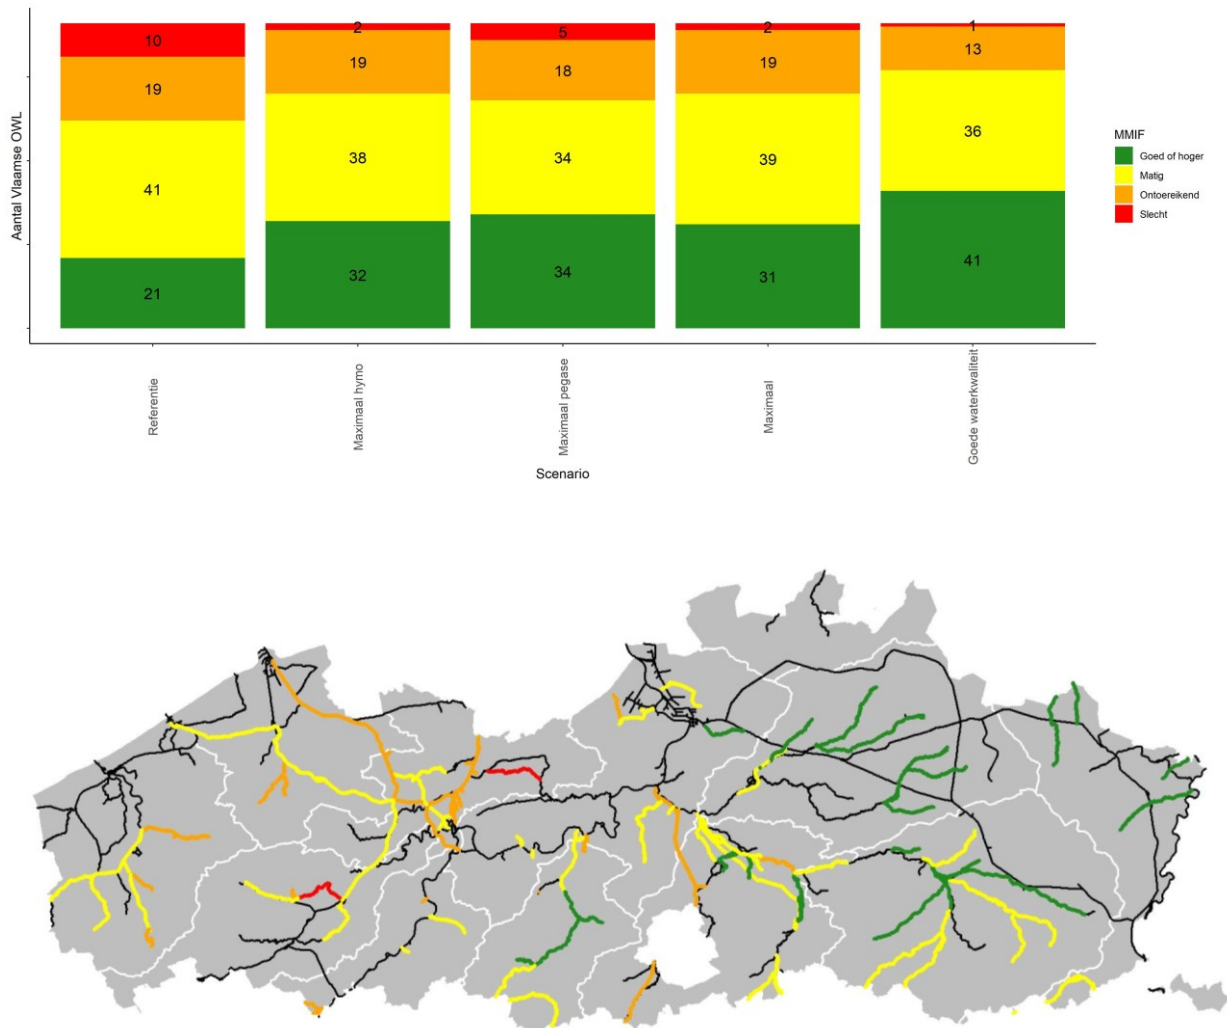 Aantal Vlaamse OWL
10
19
41
21
2
19
38
32
5
18
34
34
2
19
39
31
1
13
36
41
MMIF
Goed of hoger
Matig
Ontoereikend
Slecht
Referentie
Maximaal hymo
Maximaal pegase
Maximaal
Goede waterkwaliteit
Scenario